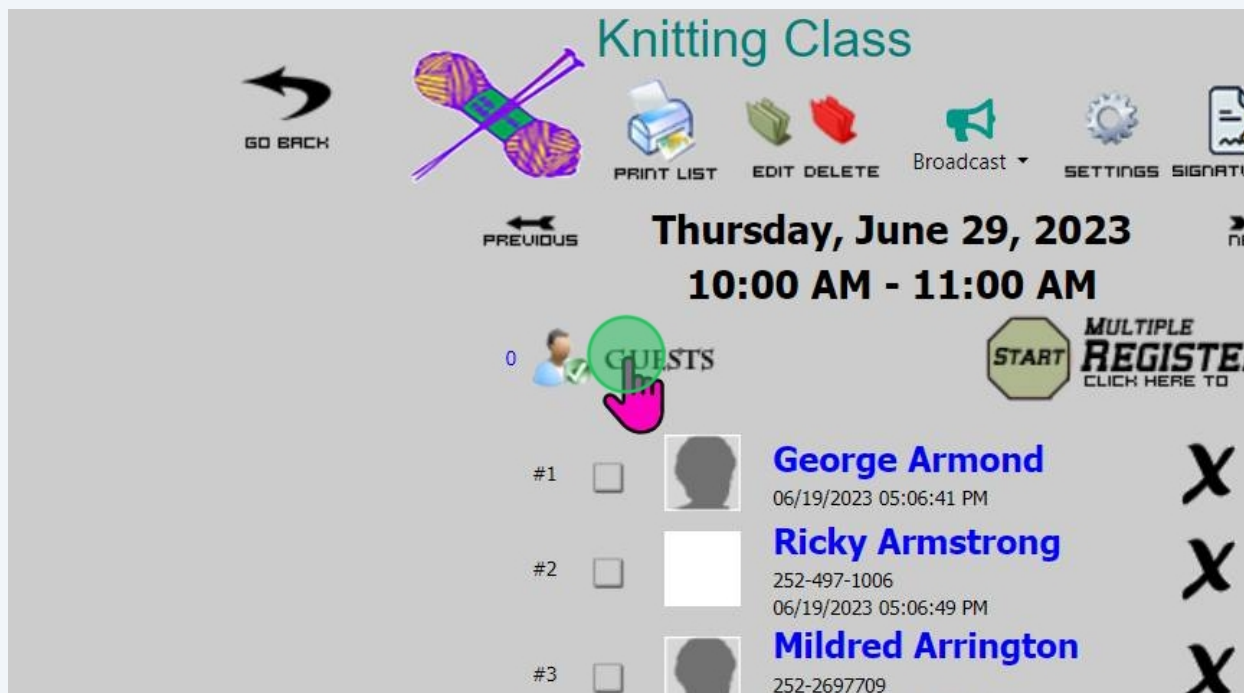 Knitting Class
GO BACK
PRINT LIST
EDIT DELETE
Broadcast
SETTINGS
PREVIOUS
Thursday, June 29, 2023
10:00 AM - 11:00 AM
0 GUESTS
START
MULTIPLE
CLICK HERE TO
#1
George Armond
06/19/2023 05:06:41 PM
X
#2
Ricky Armstrong
252-497-1006
06/19/2023 05:06:49 PM
X
#3
Mildred Arrington
252-2697709
X